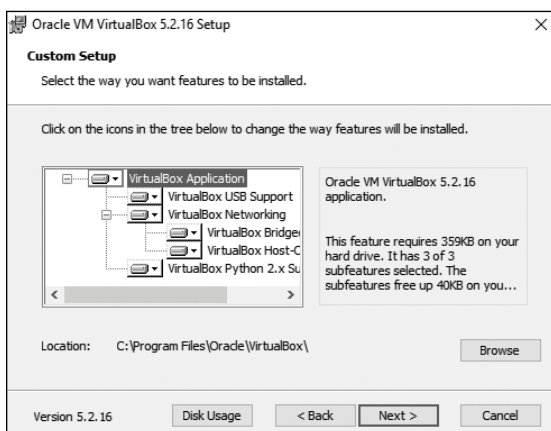 Oracle VM VirtualBox 5.2.16 Setup
Custom Setup
Select the way you want features to be installed.
Click on the icons in the tree below to change the way features will be installed.
VirtualBox Application
VirtualBox USB Support
VirtualBox Networking
VirtualBox Bridge
VirtualBox Host-C
VirtualBox Python 2.x Su
Oracle VM VirtualBox 5.2.16
application.
This feature requires 359KB on your
hard drive. It has 3 of 3
subfeatures selected. The
subfeatures free up 40KB on you...
Location: C:\Program Files\Oracle\VirtualBox\
Browse
Version 5.2.16 Disk Usage < Back Next > Cancel